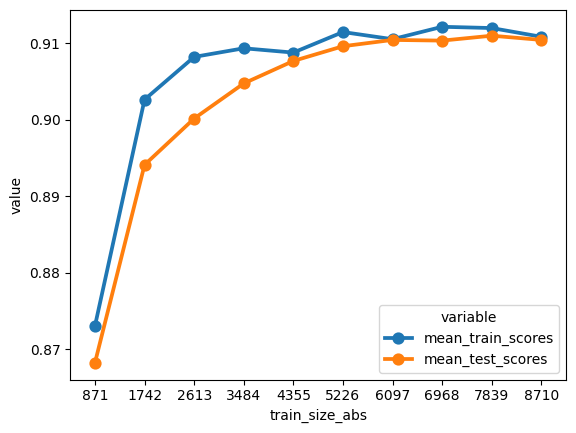 0.91
0.90
0.89
0.88
0.87
value
871 1742 2613 3484 4355 5226 6097 6968 7839 8710
train_size_abs
variable
mean_train_scores
mean_test_scores